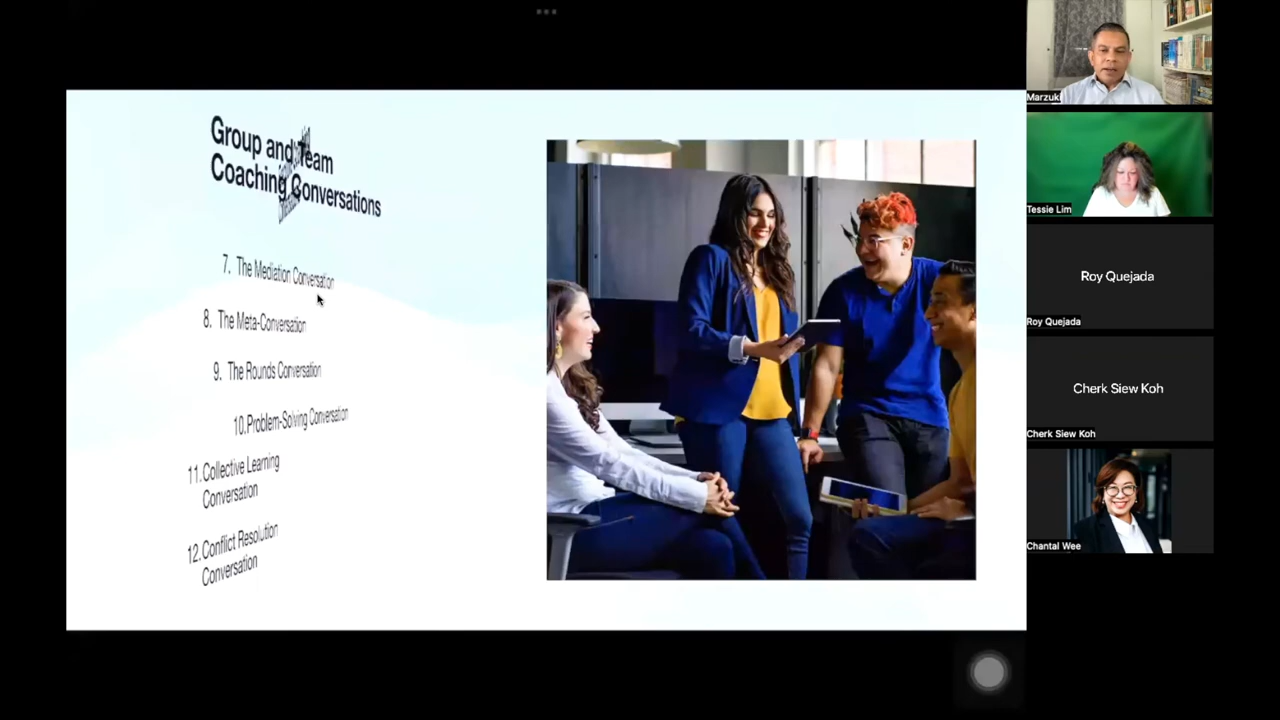 Group and Team
Coaching Conversations
7. The Mediation Conversation
8. The Meta-Conversation
9. The Rounds Conversation
10.Problem-Solving Conversation
11.Collective Learning
Conversation
12.Conflict Resolution
Conversation
Marzuki
Tessie Lim
Roy Quejada
Roy Quejada
Cherk Siew Koh
Cherk Siew Koh
Chantal Wee